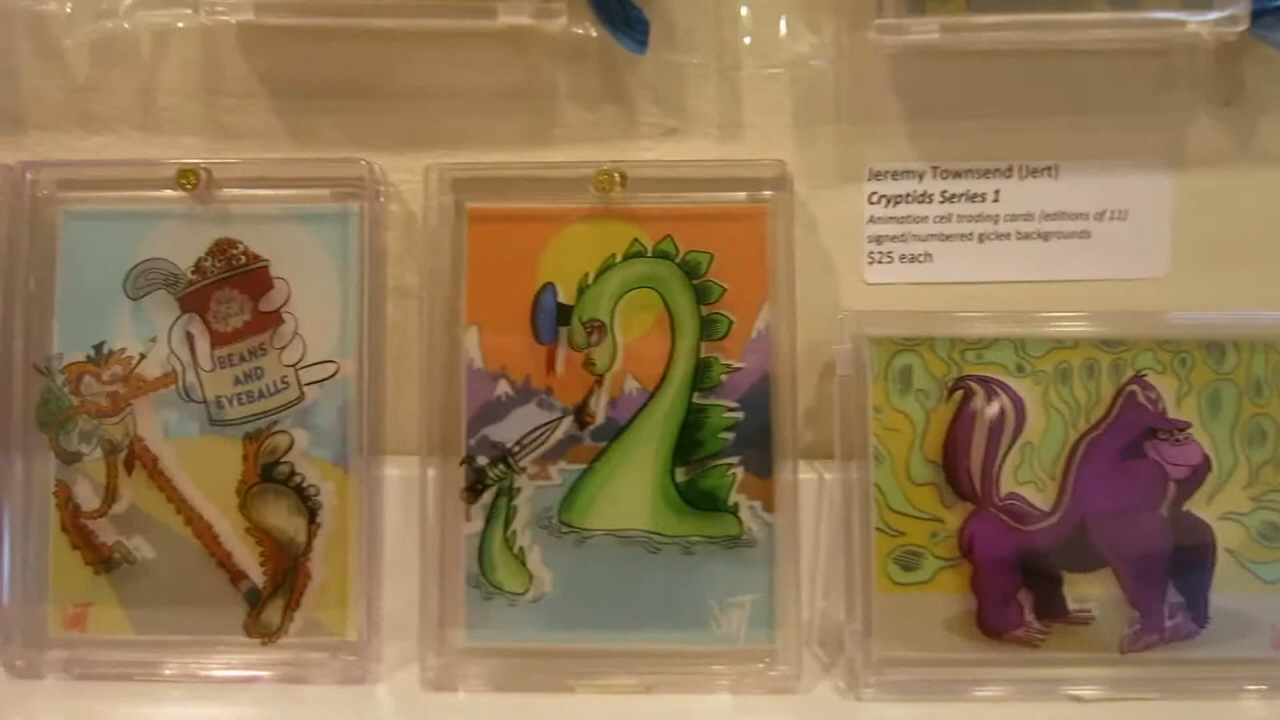 Jeremy Townsend (Jert)
Cryptids Series 1
Animation cell trading cards (editions of 11)
signed/numbered giclee backgrounds
$25 each
BEANS
AND
EYEBALLS